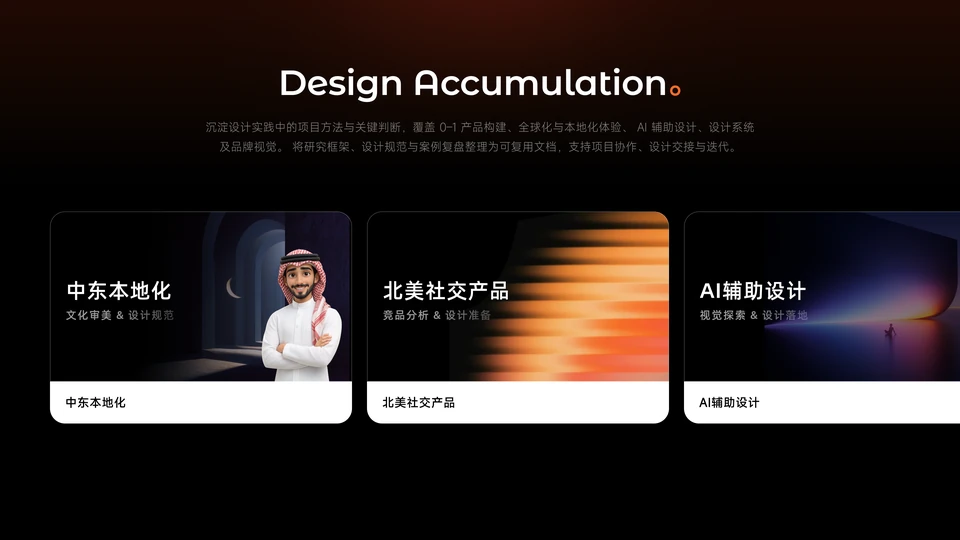 Design Accumulation。
沉淀设计实践中的项目方法与关键判断，覆盖 0–1 产品构建、全球化与本地化体验、 AI 辅助设计、设计系统
及品牌视觉。 将研究框架、设计规范与案例复盘整理为可复用文档，支持项目协作、设计交接与迭代。
中东本地化
文化审美 & 设计规范
中东本地化
北美社交产品
竞品分析 & 设计准备
北美社交产品
AI辅助设计
视觉探索 & 设计落地
AI辅助设计